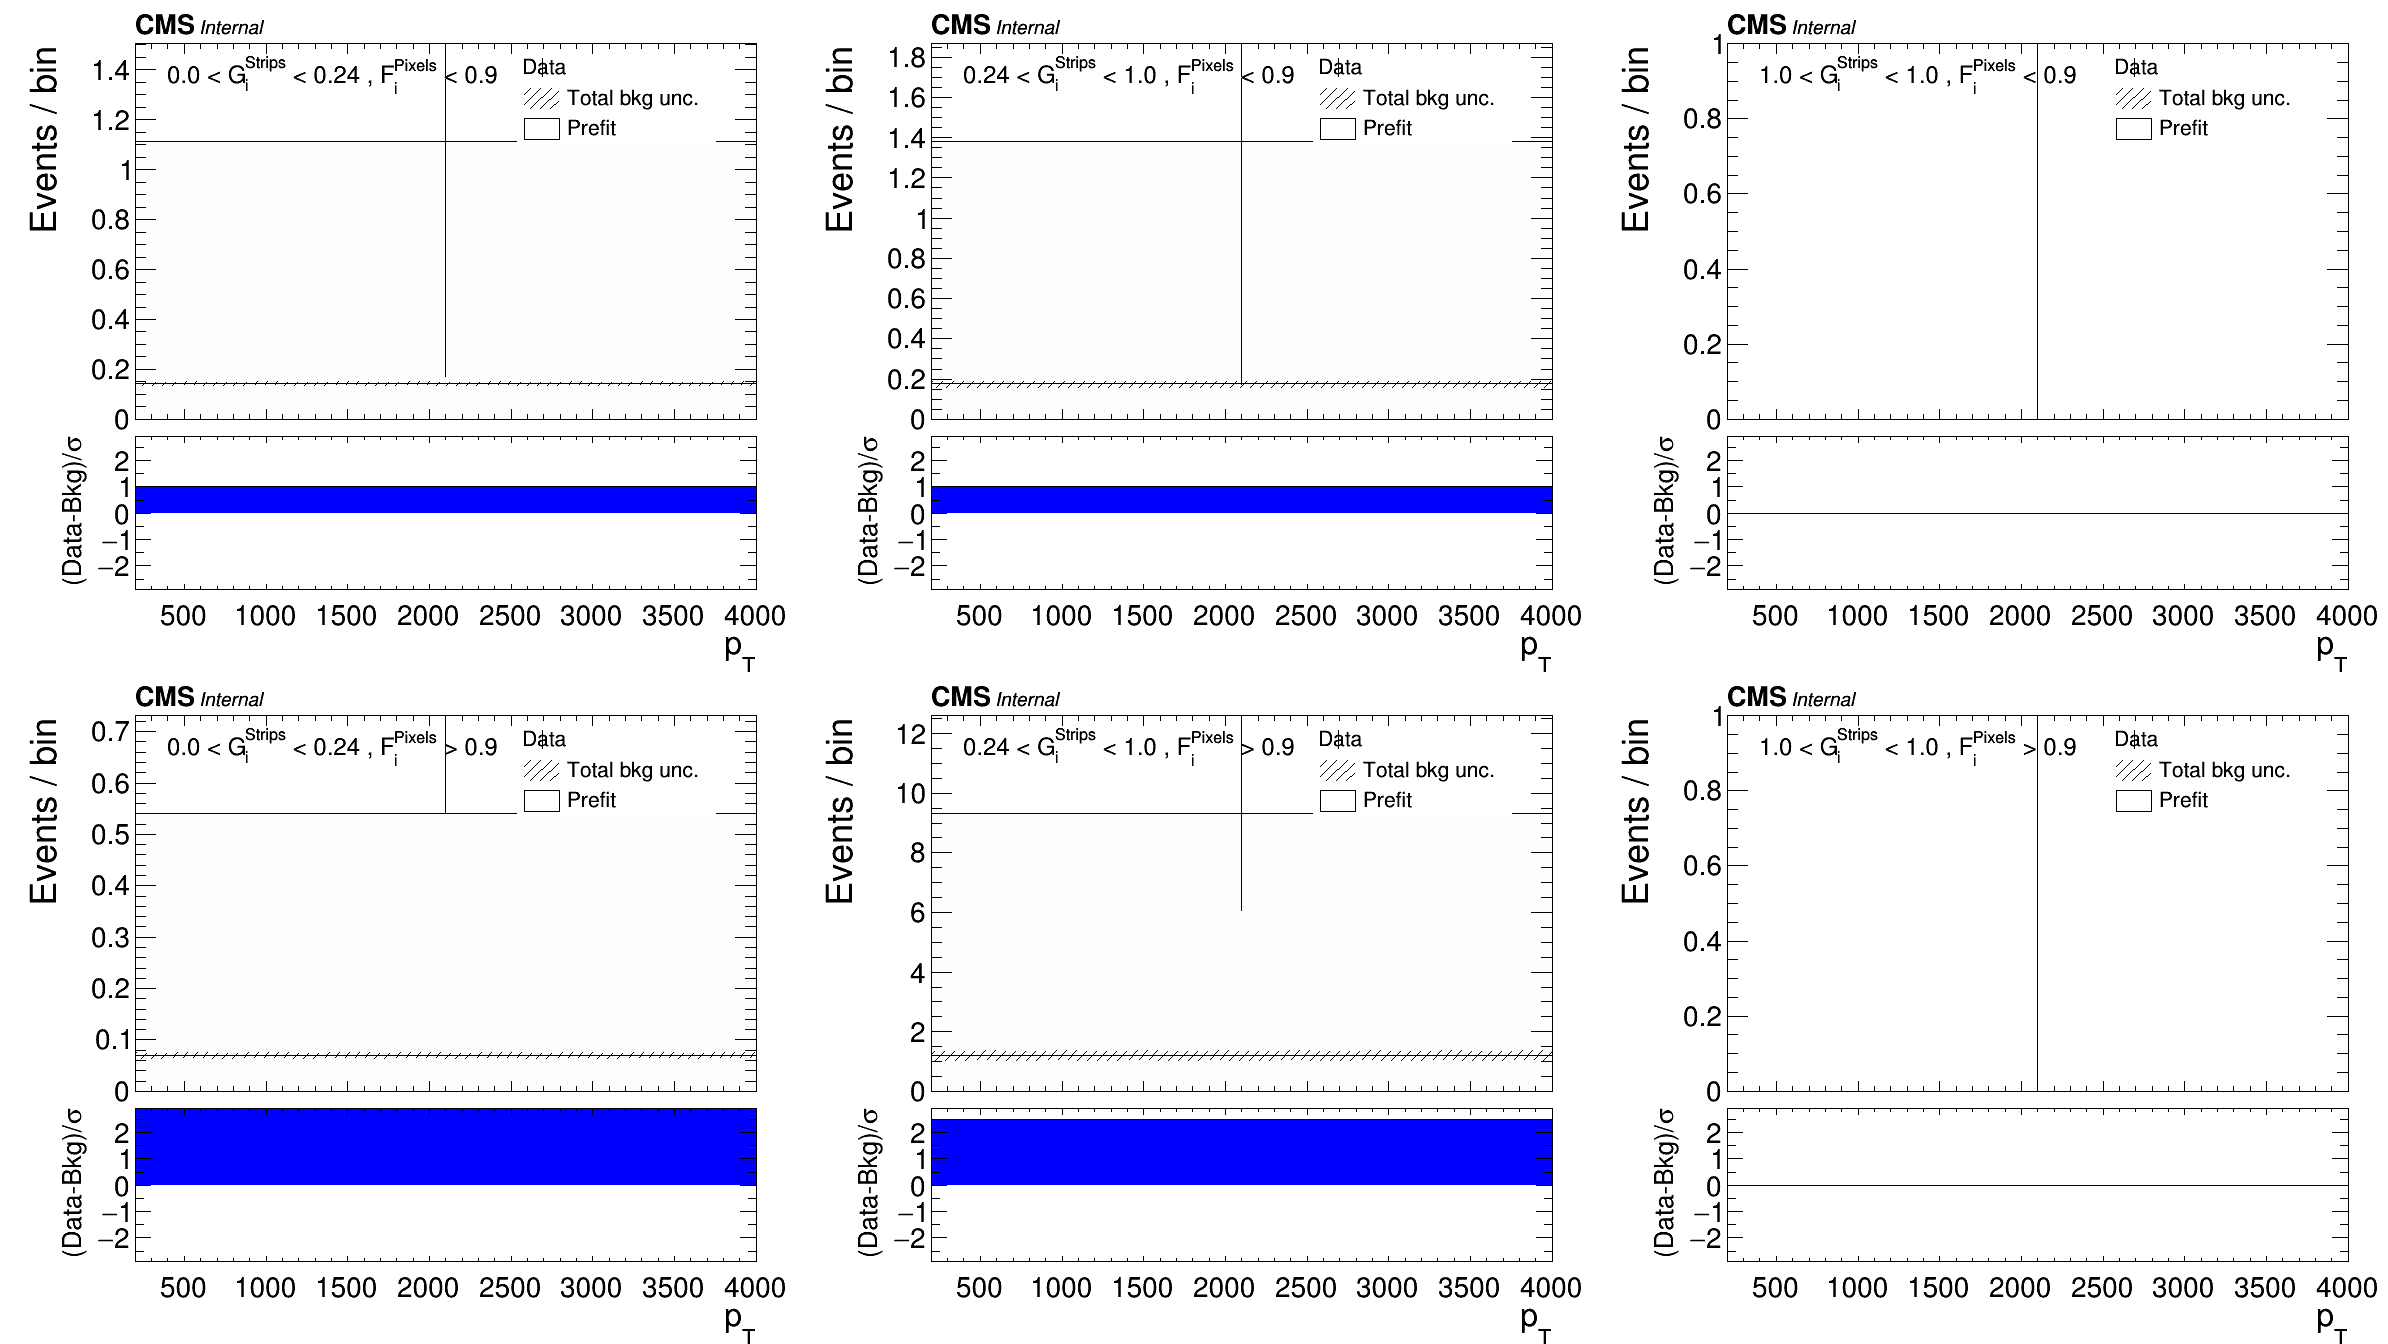 CMS Internal
Events / bin
0.0 < G_i^Strips < 0.24 , F_i^Pixels < 0.9
Data
Total bkg unc.
Prefit
1.4
1.2
1
0.8
0.6
0.4
0.2
0
(Data-Bkg)/σ
2
1
0
−1
−2
500 1000 1500 2000 2500 3000 3500 4000
p_T
CMS Internal
Events / bin
0.24 < G_i^Strips < 1.0 , F_i^Pixels < 0.9
Data
Total bkg unc.
Prefit
1.8
1.6
1.4
1.2
1
0.8
0.6
0.4
0.2
0
(Data-Bkg)/σ
2
1
0
−1
−2
500 1000 1500 2000 2500 3000 3500 4000
p_T
CMS Internal
Events / bin
1.0 < G_i^Strips < 1.0 , F_i^Pixels < 0.9
Data
Total bkg unc.
Prefit
1
0.8
0.6
0.4
0.2
0
(Data-Bkg)/σ
2
1
0
−1
−2
500 1000 1500 2000 2500 3000 3500 4000
p_T
CMS Internal
Events / bin
0.0 < G_i^Strips < 0.24 , F_i^Pixels > 0.9
Data
Total bkg unc.
Prefit
0.7
0.6
0.5
0.4
0.3
0.2
0.1
0
(Data-Bkg)/σ
2
1
0
−1
−2
500 1000 1500 2000 2500 3000 3500 4000
p_T
CMS Internal
Events / bin
0.24 < G_i^Strips < 1.0 , F_i^Pixels > 0.9
Data
Total bkg unc.
Prefit
12
10
8
6
4
2
0
(Data-Bkg)/σ
2
1
0
−1
−2
500 1000 1500 2000 2500 3000 3500 4000
p_T
CMS Internal
Events / bin
1.0 < G_i^Strips < 1.0 , F_i^Pixels > 0.9
Data
Total bkg unc.
Prefit
1
0.8
0.6
0.4
0.2
0
(Data-Bkg)/σ
2
1
0
−1
−2
500 1000 1500 2000 2500 3000 3500 4000
p_T